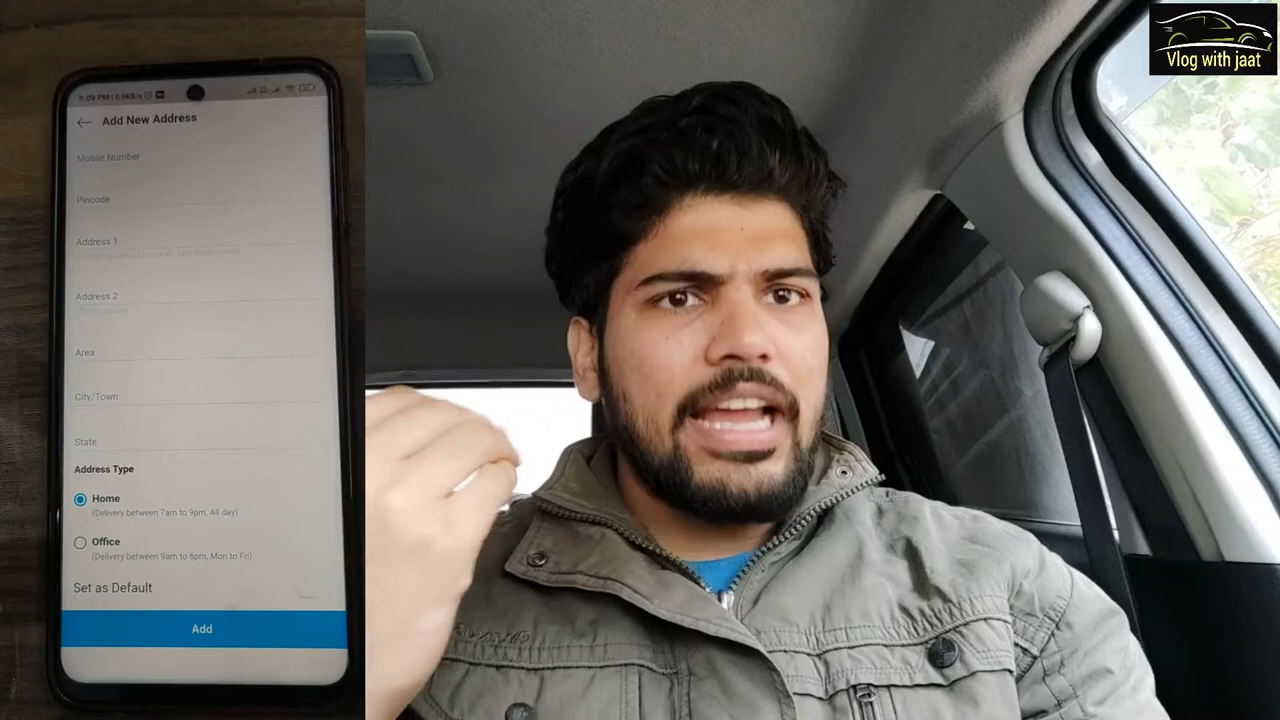 Add New Address
Mobile Number
Pincode
Address 1
Address 2
Area
City/Town
State
Address Type
Home
(Delivery between 7am to 9pm, All day)
Office
(Delivery between 9am to 6pm, Mon to Fri)
Set as Default
Add
Vlog with jaat